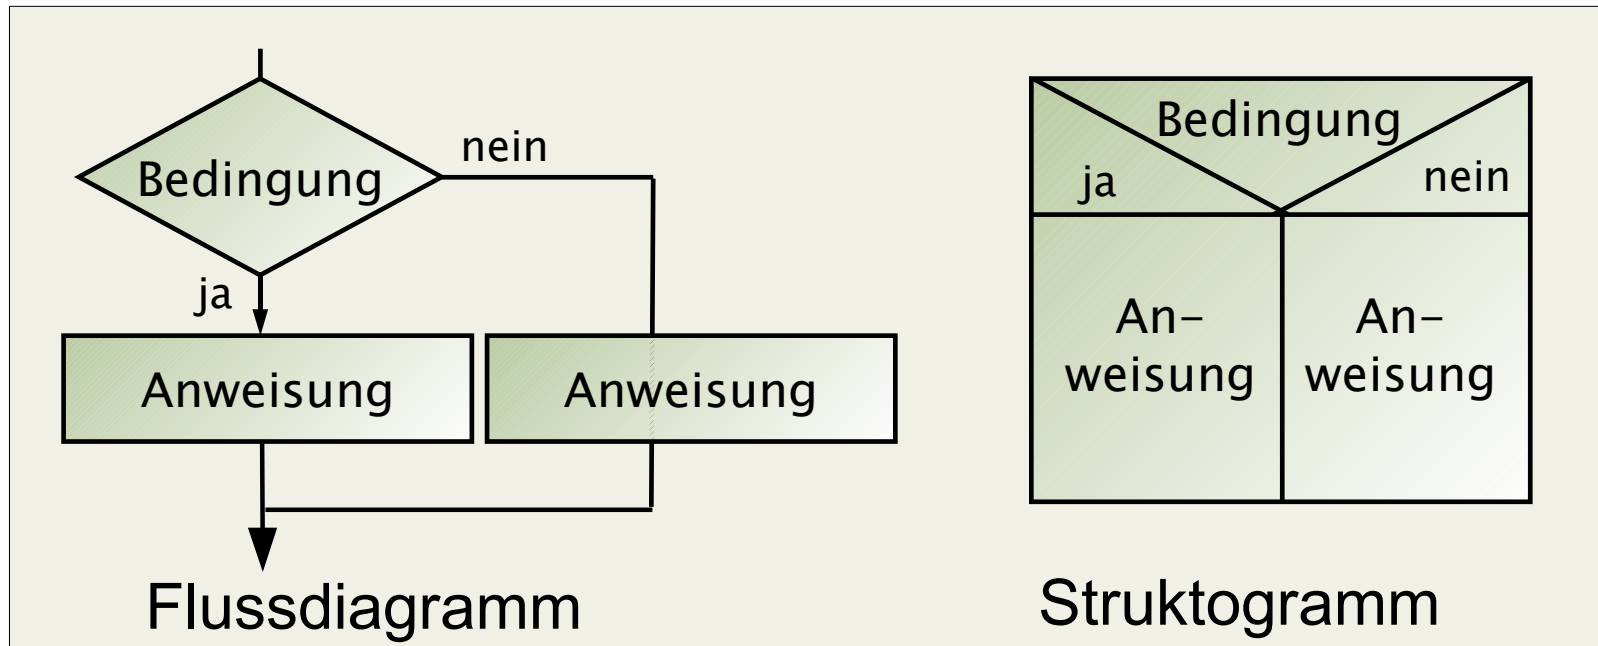 Bedingung
nein
ja
Anweisung
Anweisung
Flussdiagramm
Bedingung
ja
nein
An-
weisung
An-
weisung
Struktogramm